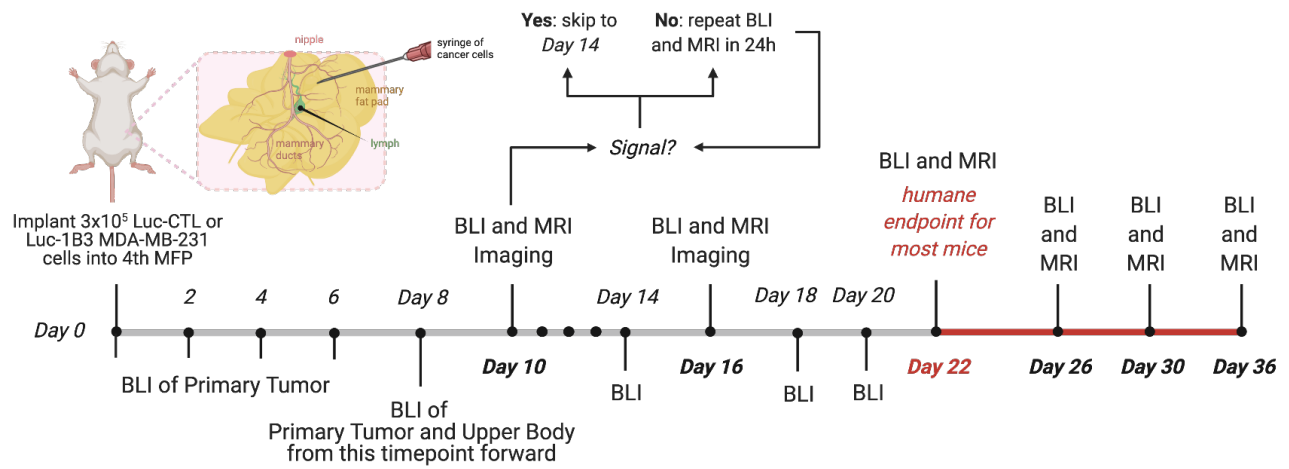 Yes: skip to
Day 14
No: repeat BLI
and MRI in 24h
nipple
syringe of
cancer cells
mammary
fat pad
lymph
mammary
ducts
Signal?
Implant 3x10⁵ Luc-CTL or
Luc-1B3 MDA-MB-231
cells into 4th MFP
BLI and MRI
Imaging
BLI and MRI
Imaging
BLI and MRI
humane
endpoint for
most mice
BLI
and
MRI
BLI
and
MRI
BLI
and
MRI
Day 0
2
4
6
Day 8
Day 14
Day 18
Day 20
Day 10
Day 16
Day 22
Day 26
Day 30
Day 36
BLI of Primary Tumor
BLI
BLI
BLI
BLI of
Primary Tumor and Upper Body
from this timepoint forward